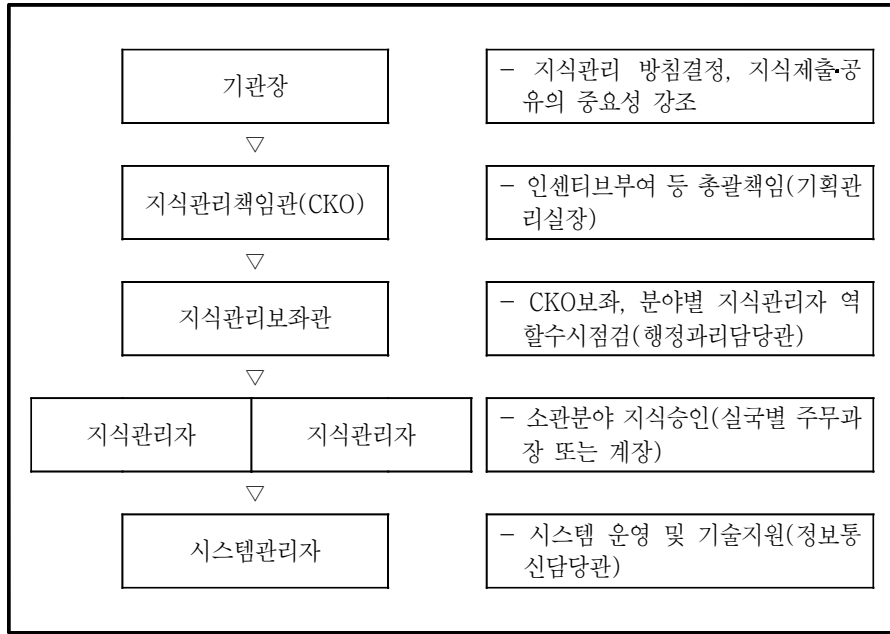 기관장
- 지식관리 방침결정, 지식제출·공
유의 중요성 강조
▽
지식관리책임관(CKO)
- 인센티브부여 등 총괄책임(기획관
리실장)
▽
지식관리보좌관
- CKO보좌, 분야별 지식관리자 역
할수시점검(행정과리담당관)
▽
지식관리자 지식관리자
- 소관분야 지식승인(실국별 주무과
장 또는 계장)
▽
시스템관리자
- 시스템 운영 및 기술지원(정보통
신담당관)